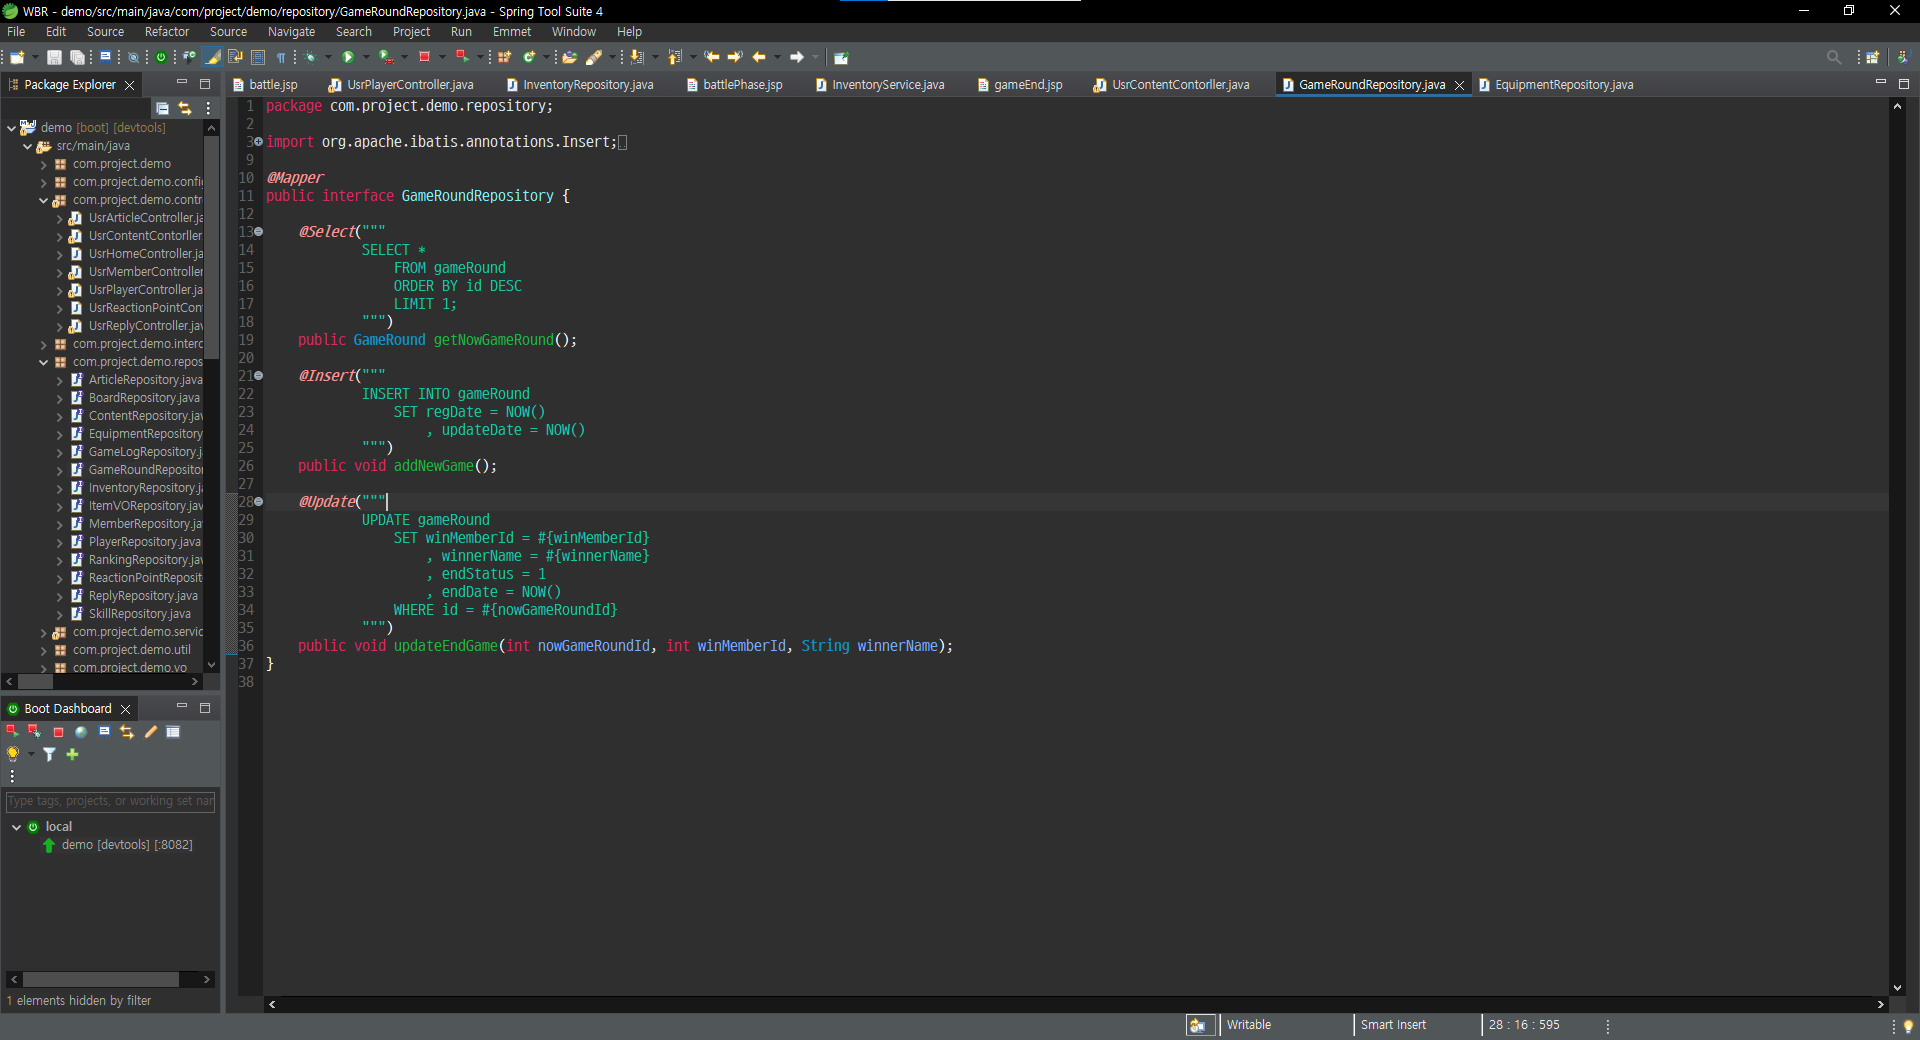 WBR - demo/src/main/java/com/project/demo/repository/GameRoundRepository.java - Spring Tool Suite 4
File Edit Source Refactor Source Navigate Search Project Run Emmet Window Help
Package Explorer
battle.jsp UsrPlayerController.java InventoryRepository.java battlePhase.jsp InventoryService.java gameEnd.jsp UsrContentContorller.java GameRoundRepository.java EquipmentRepository.java
demo [boot] [devtools]
src/main/java
com.project.demo
com.project.demo.confi
com.project.demo.contr
UsrArticleController.ja
UsrContentContorller
UsrHomeController.ja
UsrMemberController
UsrPlayerController.ja
UsrReactionPointCon
UsrReplyController.jav
com.project.demo.interc
com.project.demo.repos
ArticleRepository.java
BoardRepository.java
ContentRepository.jav
EquipmentRepository
GameLogRepository.j
GameRoundRepositor
InventoryRepository.ja
ItemVORepository.jav
MemberRepository.jav
PlayerRepository.java
RankingRepository.jav
ReactionPointReposit
ReplyRepository.java
SkillRepository.java
com.project.demo.servic
com.project.demo.util
com.project.demo.vo
1 package com.project.demo.repository;
2
3 import org.apache.ibatis.annotations.Insert;
9
10 @Mapper
11 public interface GameRoundRepository {
12
13 @Select("""
14 SELECT *
15 FROM gameRound
16 ORDER BY id DESC
17 LIMIT 1;
18 """)
19 public GameRound getNowGameRound();
20
21 @Insert("""
22 INSERT INTO gameRound
23 SET regDate = NOW()
24 , updateDate = NOW()
25 """)
26 public void addNewGame();
27
28 @Update("""
29 UPDATE gameRound
30 SET winMemberId = #{winMemberId}
31 , winnerName = #{winnerName}
32 , endStatus = 1
33 , endDate = NOW()
34 WHERE id = #{nowGameRoundId}
35 """)
36 public void updateEndGame(int nowGameRoundId, int winMemberId, String winnerName);
37 }
38
Boot Dashboard
Type tags, projects, or working set nar
local
demo [devtools] [:8082]
1 elements hidden by filter
Writable Smart Insert 28 : 16 : 595